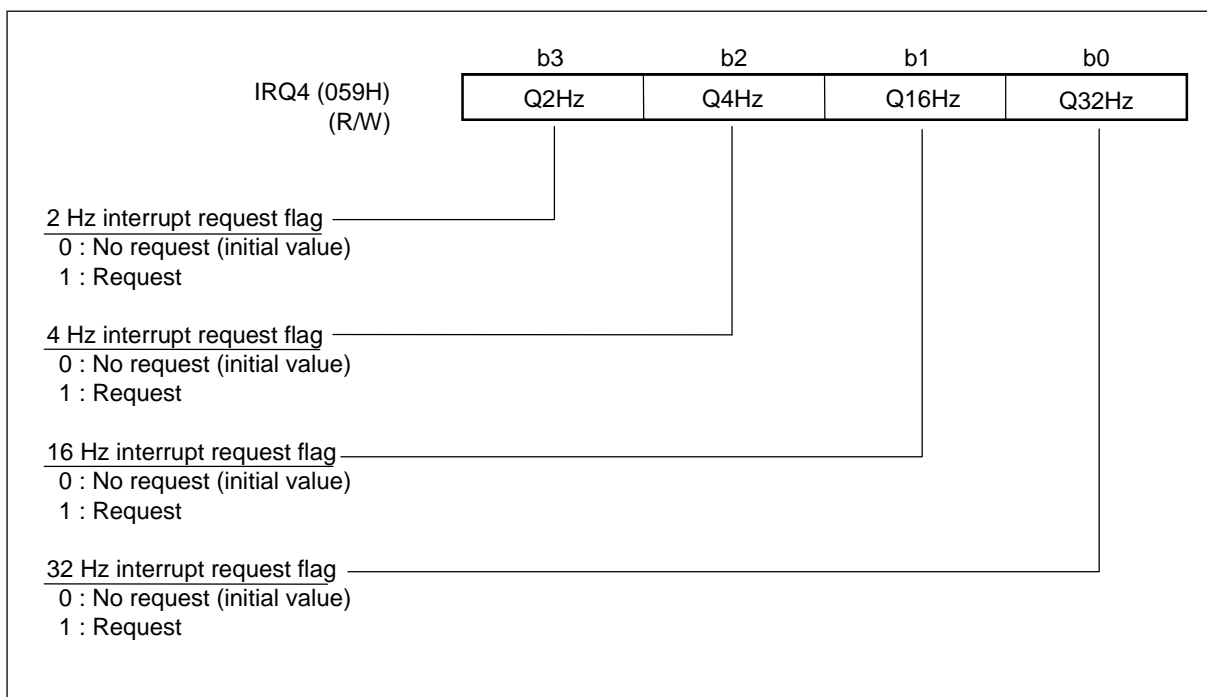 b3 b2 b1 b0
IRQ4 (059H) Q2Hz Q4Hz Q16Hz Q32Hz
(R/W)
2 Hz interrupt request flag
0 : No request (initial value)
1 : Request
4 Hz interrupt request flag
0 : No request (initial value)
1 : Request
16 Hz interrupt request flag
0 : No request (initial value)
1 : Request
32 Hz interrupt request flag
0 : No request (initial value)
1 : Request